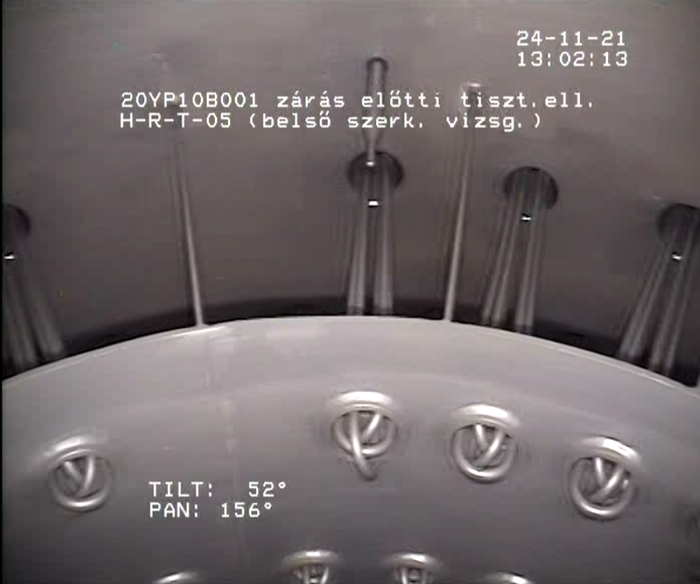 24-11-21
13:02:13
20YP10B001 zárás előtti tiszt.ell.
H-R-T-05 (belső szerk. vizsg.)
TILT: 52°
PAN: 156°